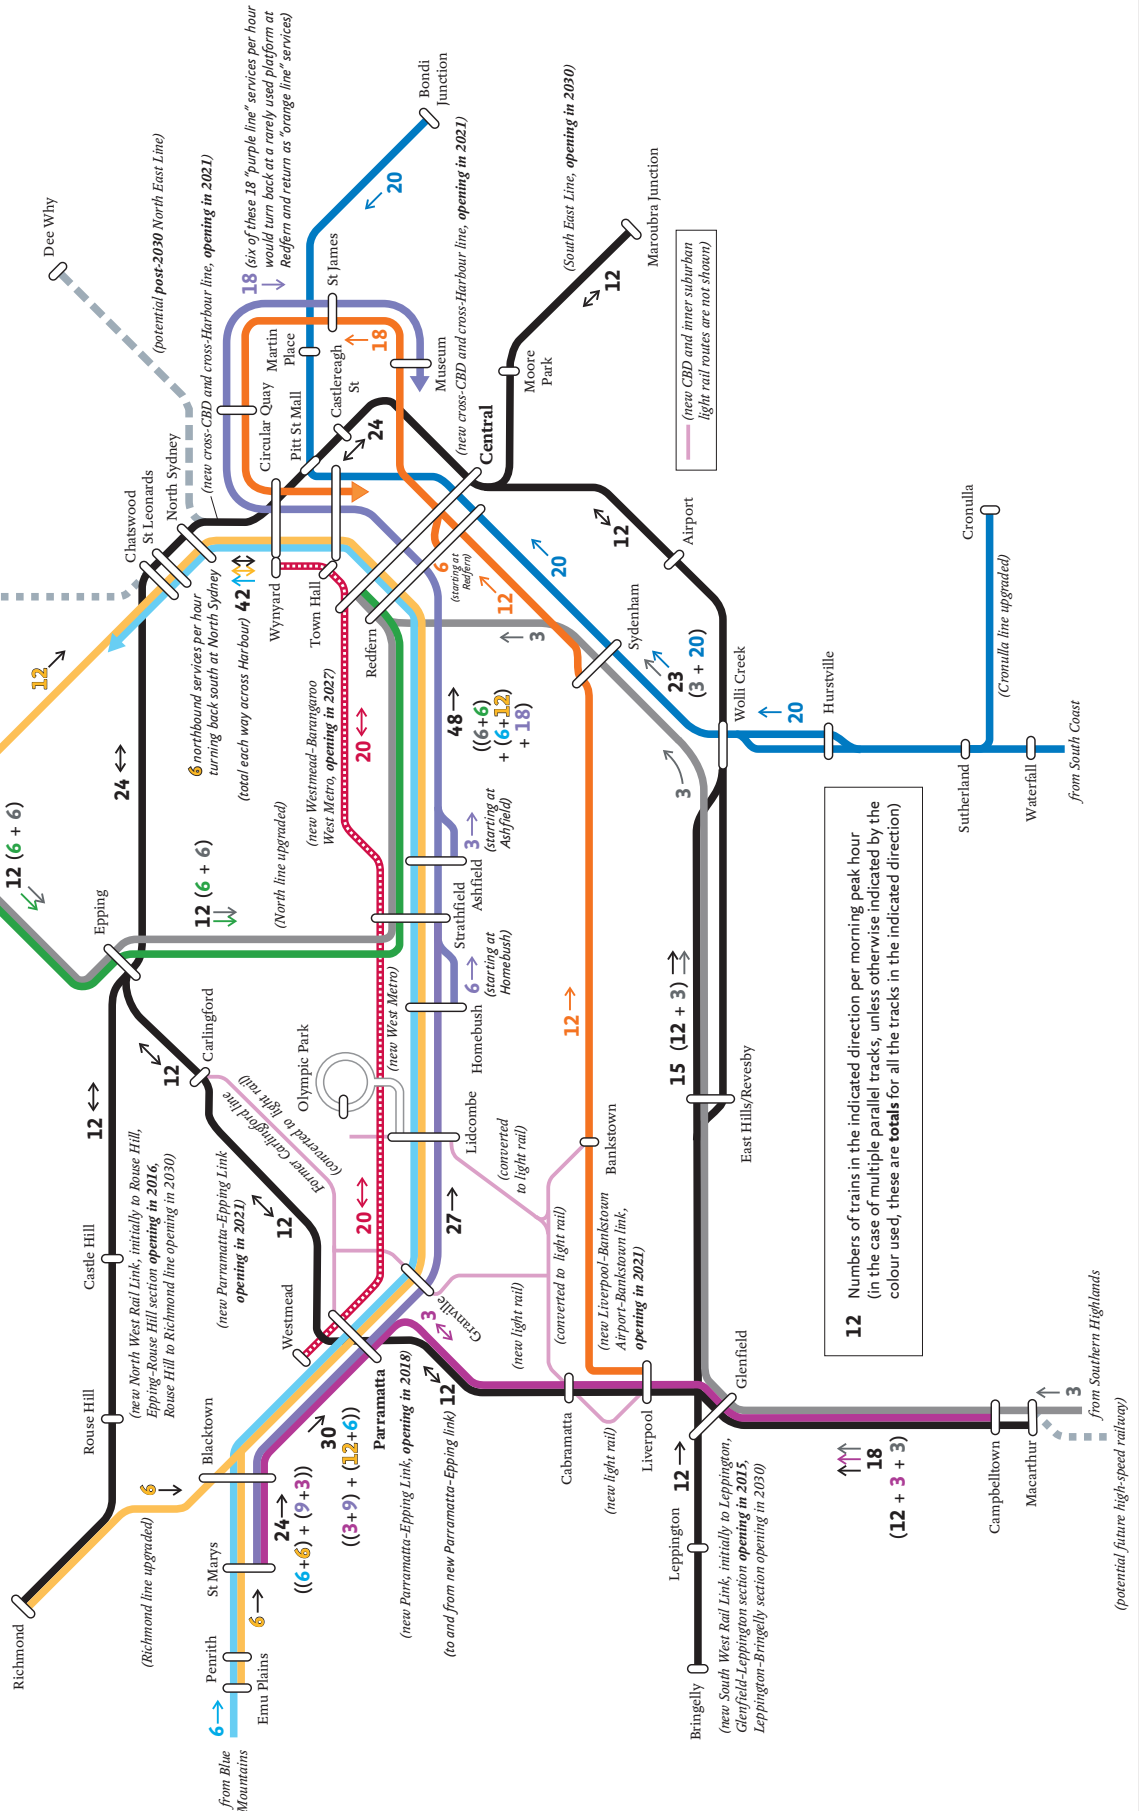 Richmond
(Richmond line upgraded)
6
Rouse Hill
Castle Hill
(new North West Rail Link, initially to Rouse Hill,
Epping–Rouse Hill section opening in 2016,
Rouse Hill to Richmond line opening in 2030)
12
Epping
12 (6 + 6)
24
12
Chatswood
St Leonards
North Sydney
Dee Why
(potential post-2030 North East Line)
(new cross-CBD and cross-Harbour line, opening in 2021)
18 (six of these 18 “purple line” services per hour
would turn back at a rarely used platform at
Redfern and return as “orange line” services)
6 northbound services per hour
turning back south at North Sydney
(total each way across Harbour) 42
12 (6 + 6)
(North line upgraded)
Carlingford
12
Former Carlingford line
(converted to light rail)
(new Parramatta–Epping Link
opening in 2021)
12
Olympic Park
(new West Metro)
(new Westmead–Barangaroo
West Metro, opening in 2027)
20
20
Westmead
Blacktown
St Marys
Penrith
Emu Plains
6
from Blue
Mountains
6
24
((6+6) + (9+3))
30
((3+9) + (12+6))
Parramatta
(new Parramatta–Epping Link, opening in 2018)
12
(to and from new Parramatta–Epping link)
3
Granville
27
Lidcombe
Homebush
6
(starting at
Homebush)
Strathfield
Ashfield
3
(starting at
Ashfield)
48
((6+6)
+ (6+12)
+ 18)
Redfern
Town Hall
Wynyard
Circular Quay
Martin
Place
Pitt St Mall
Castlereagh
St
St James
18
Museum
24
Central
20
Bondi
Junction
(new cross-CBD and cross-Harbour line, opening in 2021)
(South East Line, opening in 2030)
Moore
Park
12
Maroubra Junction
(new CBD and inner suburban
light rail routes are not shown)
6
(starting at
Redfern)
12
3
20
12
Airport
Sydenham
23
(3 + 20)
3
Wolli Creek
20
Hurstville
Cronulla
(Cronulla line upgraded)
Sutherland
Waterfall
from South Coast
12
(converted
to light rail)
Bankstown
(new light rail)
(converted to light rail)
(new Liverpool–Bankstown
Airport–Bankstown link,
opening in 2021)
Cabramatta
(new light rail)
Liverpool
15 (12 + 3)
East Hills/Revesby
Glenfield
12
Leppington
Bringelly
(new South West Rail Link, initially to Leppington,
Glenfield–Leppington section opening in 2015,
Leppington–Bringelly section opening in 2030)
18
(12 + 3 + 3)
Campbelltown
Macarthur
3
from Southern Highlands
(potential future high-speed railway)
12 Numbers of trains in the indicated direction per morning peak hour
(in the case of multiple parallel tracks, unless otherwise indicated by the
colour used, these are totals for all the tracks in the indicated direction)